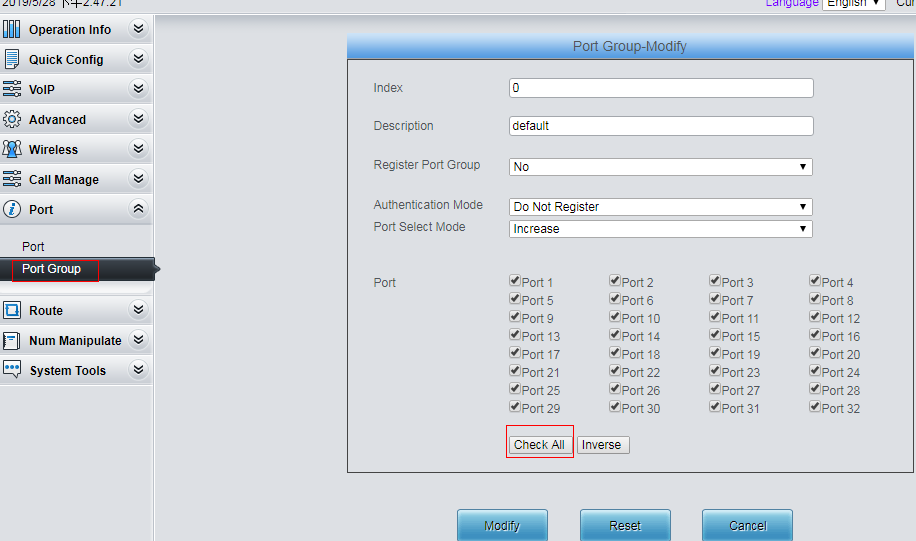 2019/5/28 下午2:47:21
Language English
Operation Info
Quick Config
VoIP
Advanced
Wireless
Call Manage
Port
Port
Port Group
Route
Num Manipulate
System Tools
Port Group-Modify
Index 0
Description default
Register Port Group No
Authentication Mode Do Not Register
Port Select Mode Increase
Port
Port 1 Port 2 Port 3 Port 4
Port 5 Port 6 Port 7 Port 8
Port 9 Port 10 Port 11 Port 12
Port 13 Port 14 Port 15 Port 16
Port 17 Port 18 Port 19 Port 20
Port 21 Port 22 Port 23 Port 24
Port 25 Port 26 Port 27 Port 28
Port 29 Port 30 Port 31 Port 32
Check All Inverse
Modify Reset Cancel